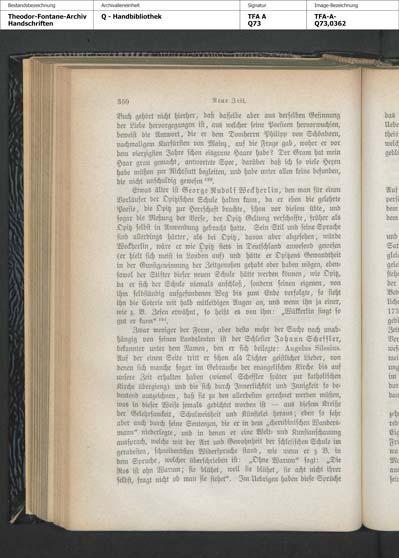 Bestandsbezeichnung
Archivalieneinheit
Signatur
Image-Bezeichnung
Theodor-Fontane-Archiv
Handschriften
Q - Handbibliothek
TFA A
Q73
TFA-A-
Q73,0362
350 Neue Zeit.
Buch gehört nicht hierher, daß dasselbe aber aus derselben Gesinnung
der Liebe hervorgegangen ist, aus welcher seine Poesieen hervorwuchsen,
beweist die Antwort, die er dem Domherrn Philipp von Schönborn,
nachmaligem Kurfürsten von Mainz, auf die Frage gab, woher er vor
dem vierzigsten Jahre schon eisgraue Haare habe? Der Gram hat mein
Haar grau gemacht, antwortete Spee, darüber daß ich so viele Hexen
habe müssen zur Richtstatt begleiten, und habe unter allen keine befunden,
die nicht unschuldig gewesen
Etwas älter ist Georg Rudolf Weckherlin, den man für einen
Vorläufer der Opitzischen Schule halten kann, da er eben die gelehrte
Poesie, die Opitz zur Herrschaft brachte, schon vor diesem übte, und
sogar die Messung der Verse, der Opitz Geltung verschaffte, früher als
Opitz selbst in Anwendung gebracht hatte. Sein Stil und seine Sprache
sind allerdings härter, als bei Opitz, davon aber abgesehen, würde
Weckherlin, wäre er wie Opitz stets in Deutschland anwesend gewesen
(er hielt sich meist in London auf) und hätte er Opitzens Gewandtheit
in der Gunstgewinnung der Zeitgenossen gehabt oder haben mögen, eben-
sowol der Stifter dieser neuen Schule hätte werden können, wie Opitz,
da er sich der Schule niemals anschloß, sondern seinen eigenen, von
ihm selbständig aufgefundenen Weg bis zum Ende verfolgte, so sieht
ihn die Coterie mit halb mitleidigen Augen an, und wenn ihn ja einer,
wie z. B. Zesen erwähnt, so heißt es von ihm: „Wäkkerlin singt so
gut er kann“
Zwar weniger der Form, aber desto mehr der Sache nach unab-
hängig von seinen Landsleuten ist der Schlesier Johann Scheffler,
bekannter unter dem Namen, den er sich beilegte: Angelus Silesius.
Auf der einen Seite tritt er schon als Dichter geistlicher Lieder, von
denen sich manche sogar im Gebrauche der evangelischen Kirche bis auf
unsere Zeit erhalten haben (wiewol Scheffler später zur katholischen
Kirche übergieng) und die sich durch Innerlichkeit und Innigkeit so be-
deutend auszeichnen, daß sie zu den allerbesten gerechnet werden müssen,
was in dieser Weise jemals gedichtet worden ist — aus diesem Kreise
der Gelehrsamkeit, Schulweisheit und Künstelei heraus; eben so sehr
aber auch durch seine Sentenzen, die er in dem „cherubinischen Wanders-
mann“ niederlegte, und in denen er eine Welt- und Kunstanschauung
aussprach, welche mit der Art und Gewohnheit der schlesischen Schule im
geradesten, schneidendsten Widerspruche stand, wie wenn er z. B. in
dem Spruche, welcher überschrieben ist: „Ohne Warum“ sagt: „Die
Ros ist ohn Warum; sie blühet, weil sie blühet, sie acht nicht ihrer
selbst, fragt nicht ob man sie siehet“. Im Uebrigen haben diese Sprüche